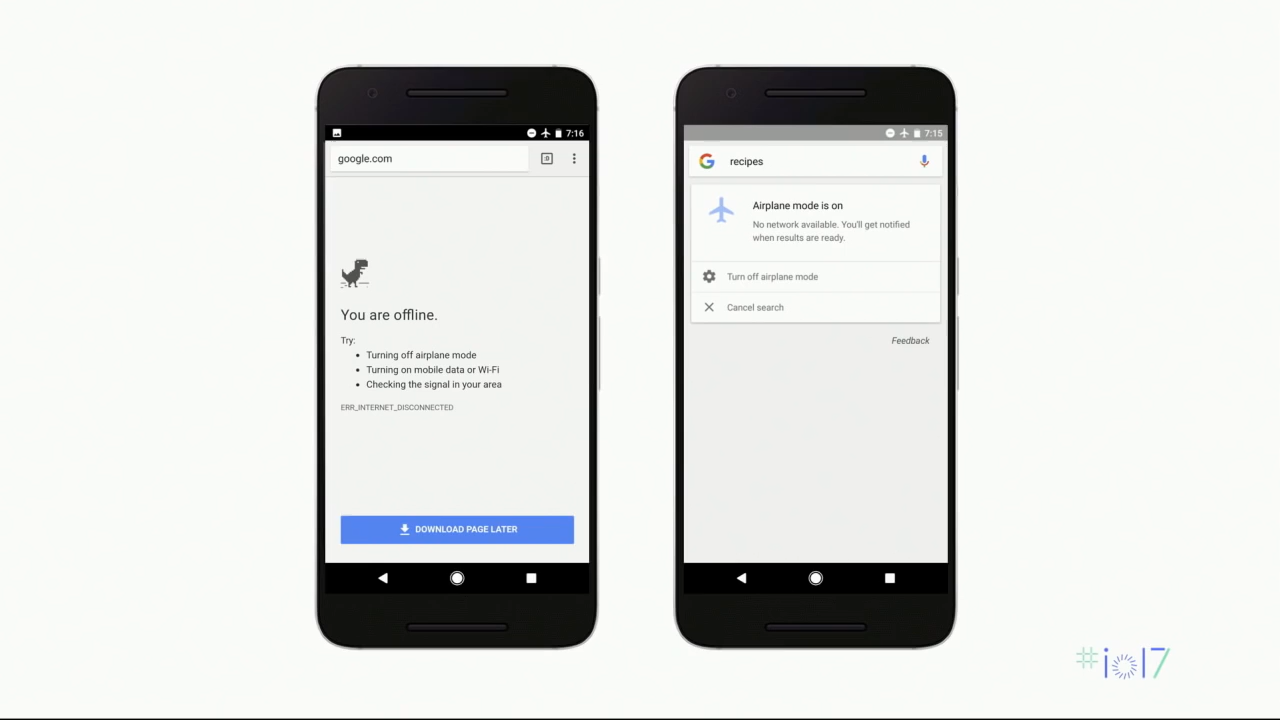 7:16
google.com
:D
You are offline.
Try:
• Turning off airplane mode
• Turning on mobile data or Wi-Fi
• Checking the signal in your area
ERR_INTERNET_DISCONNECTED
DOWNLOAD PAGE LATER
7:15
G recipes
Airplane mode is on
No network available. You'll get notified
when results are ready.
Turn off airplane mode
Cancel search
Feedback
#io17